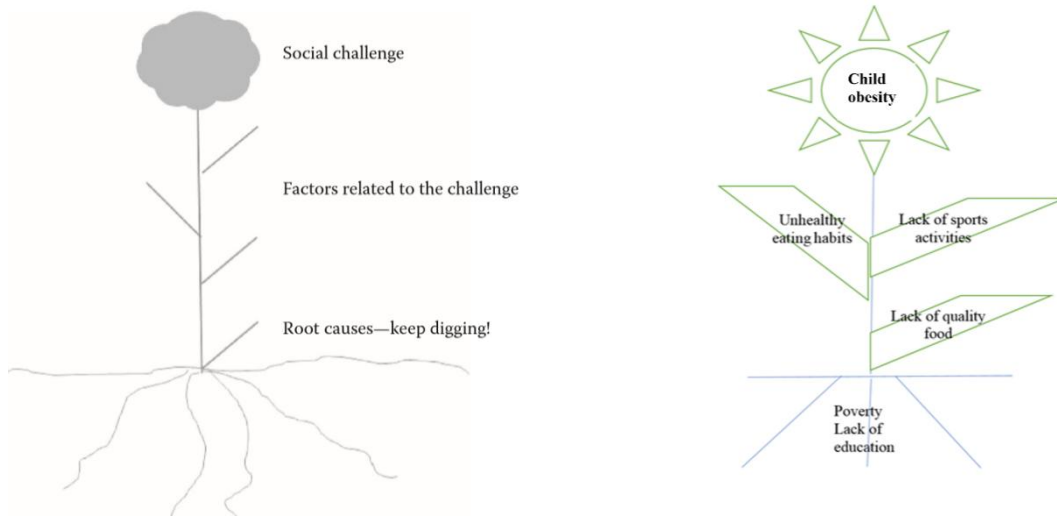 Social challenge
Factors related to the challenge
Root causes—keep digging!
Child
obesity
Unhealthy
eating habits
Lack of sports
activities
Lack of quality
food
Poverty
Lack of
education